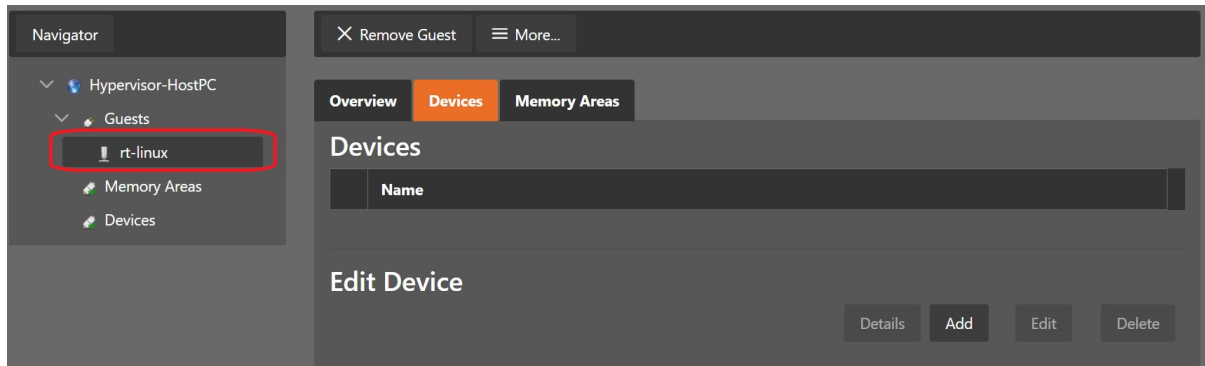 Navigator
Hypervisor-HostPC
Guests
rt-linux
Memory Areas
Devices
Remove Guest More...
Overview Devices Memory Areas
Devices
Name
Edit Device
Details Add Edit Delete